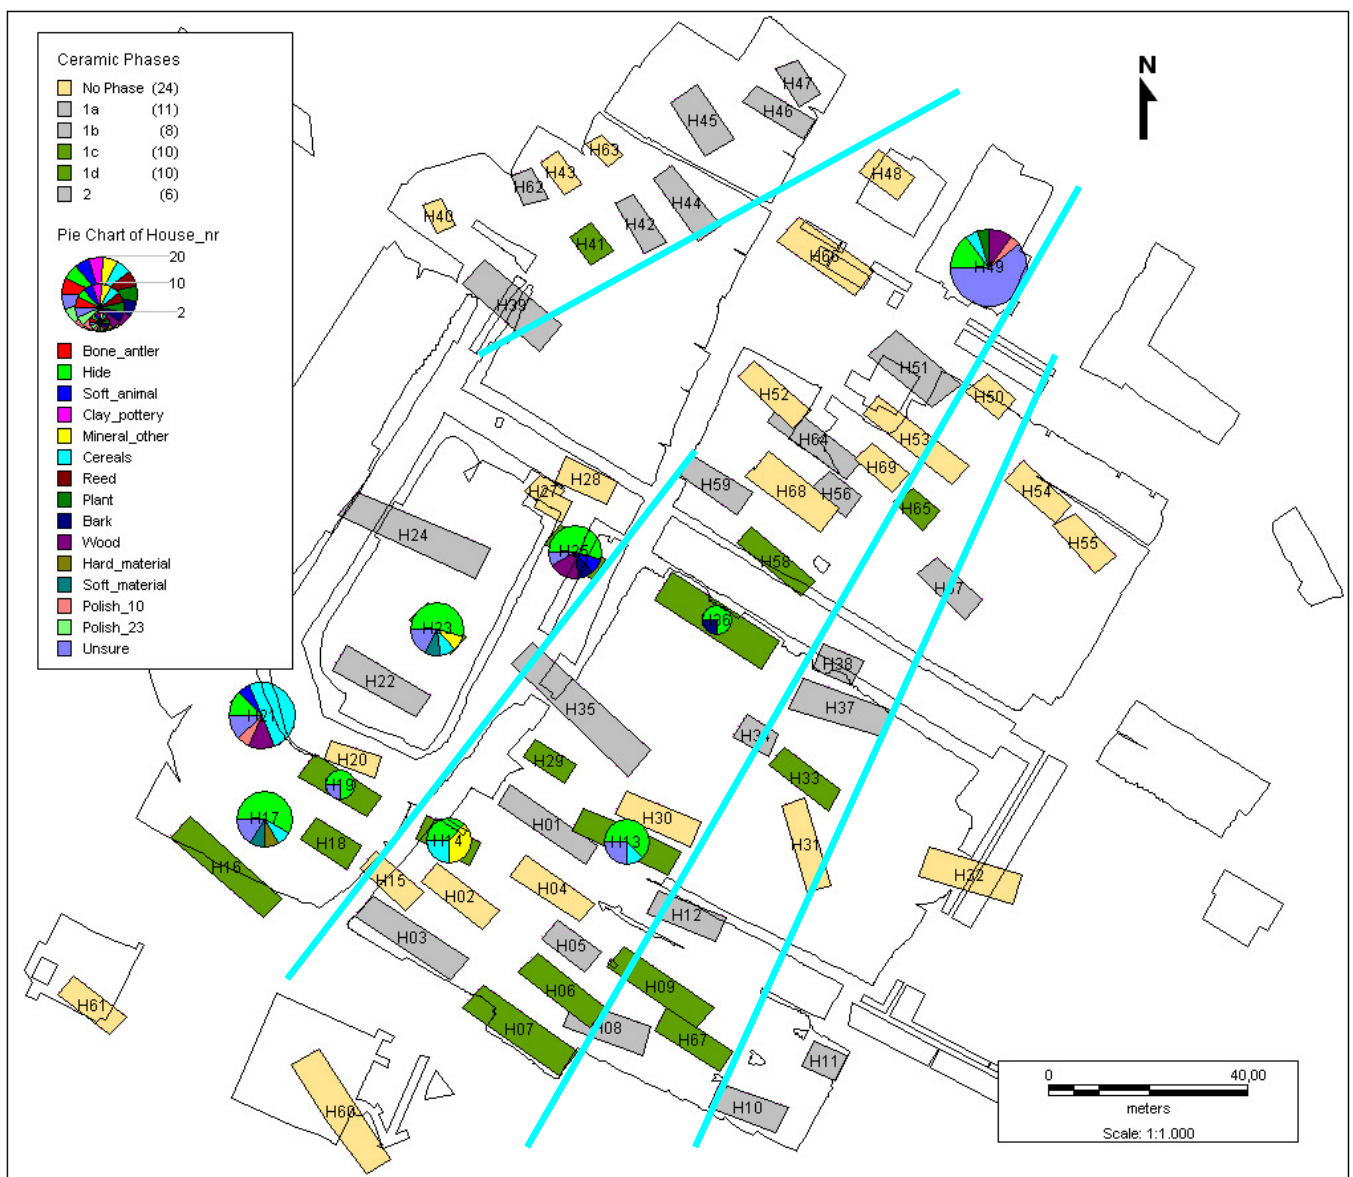 Ceramic Phases
No Phase (24)
1a (11)
1b (8)
1c (10)
1d (10)
2 (6)
Pie Chart of House_nr
20
10
2
Bone_antler
Hide
Soft_animal
Clay_pottery
Mineral_other
Cereals
Reed
Plant
Bark
Wood
Hard_material
Soft_material
Polish_10
Polish_23
Unsure
N
H47
H46
H45
H63
H43
H62
H48
H44
H40
H42
H41
H66
H49
H39
H51
H52
H50
H53
H64
H69
H28
H27
H59
H68
H56
H54
H65
H24
H55
H25
H58
H57
H36
H23
H38
H22
H35
H37
H21
H34
H20
H29
H33
H19
H17
H01
H30
H14
H13
H18
H31
H16
H15
H02
H04
H32
H12
H03
H05
H09
H06
H61
H07
H08
H67
H11
H60
H10
0 40,00
meters
Scale: 1:1.000